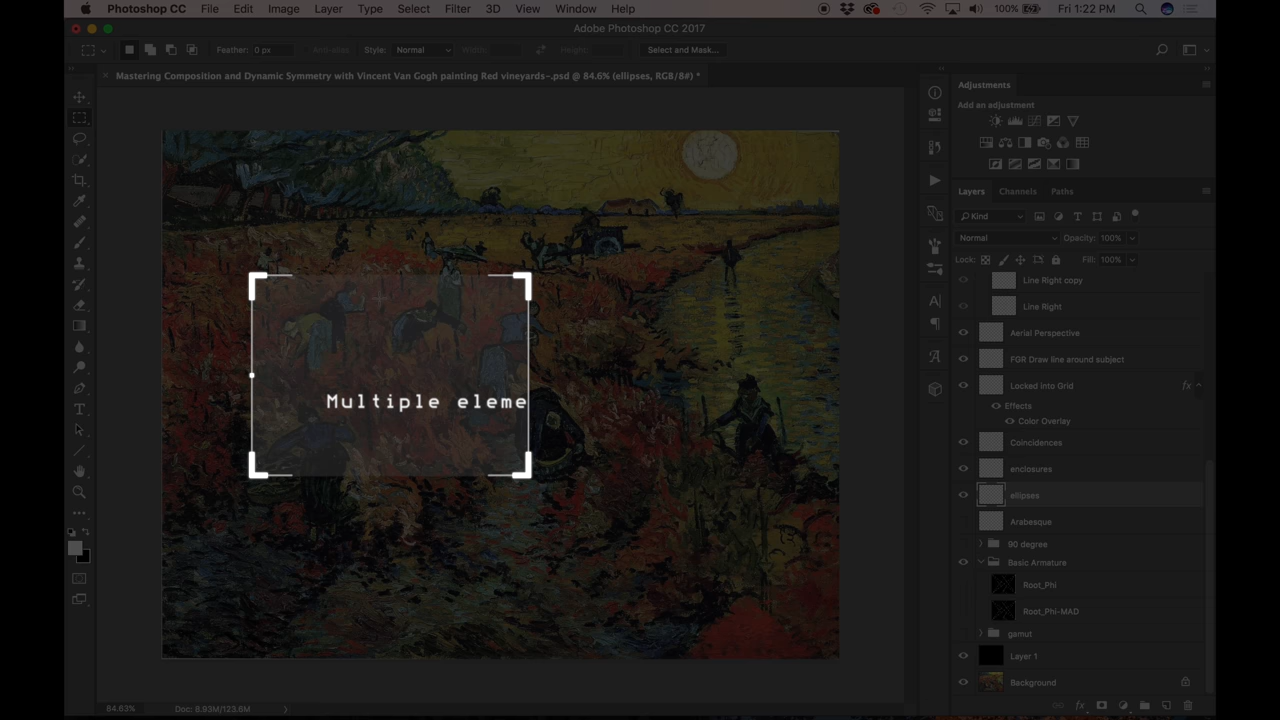 Photoshop CC File Edit Image Layer Type Select Filter 3D View Window Help 100% Fri 1:22 PM
Adobe Photoshop CC 2017
Feather: 0 px Anti-alias Style: Normal Width: Height: Select and Mask...
Mastering Composition and Dynamic Symmetry with Vincent Van Gogh painting Red vineyards-.psd @ 84.6% (ellipses, RGB/8#) *
Adjustments
Add an adjustment
Layers Channels Paths
Kind
Normal Opacity: 100%
Lock: Fill: 100%
Line Right copy
Line Right
Aerial Perspective
FGR Draw line around subject
Locked into Grid fx
Effects
Color Overlay
Coincidences
enclosures
ellipses
Arabesque
90 degree
Basic Armature
Root_Phi
Root_Phi-MAD
gamut
Layer 1
Background
Multiple eleme
84.63% Doc: 8.93M/123.6M